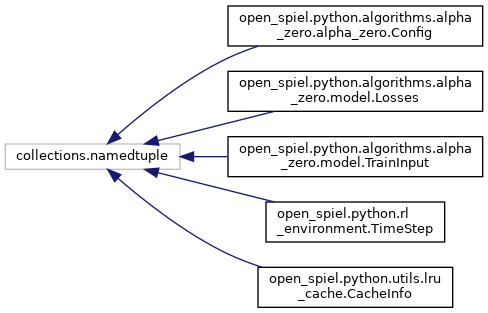 open_spiel.python.algorithms.alpha
_zero.alpha_zero.Config
open_spiel.python.algorithms.alpha
_zero.model.Losses
collections.namedtuple
open_spiel.python.algorithms.alpha
_zero.model.TrainInput
open_spiel.python.rl
_environment.TimeStep
open_spiel.python.utils.lru
_cache.CacheInfo